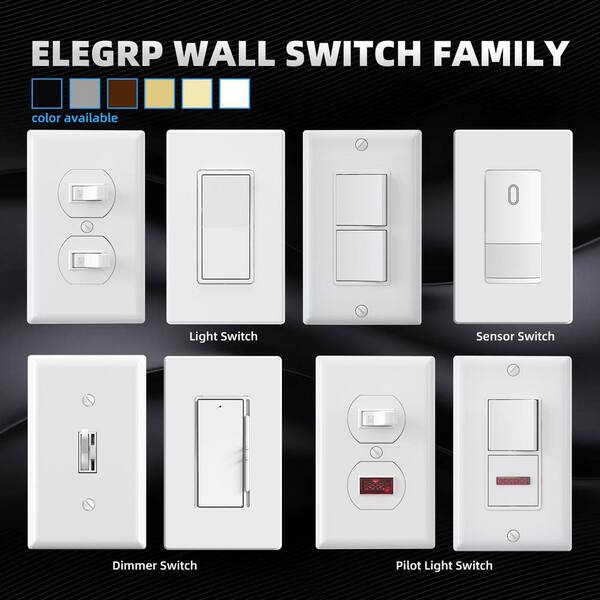 ELEGRP WALL SWITCH FAMILY
color available
Light Switch
Sensor Switch
Dimmer Switch
Pilot Light Switch